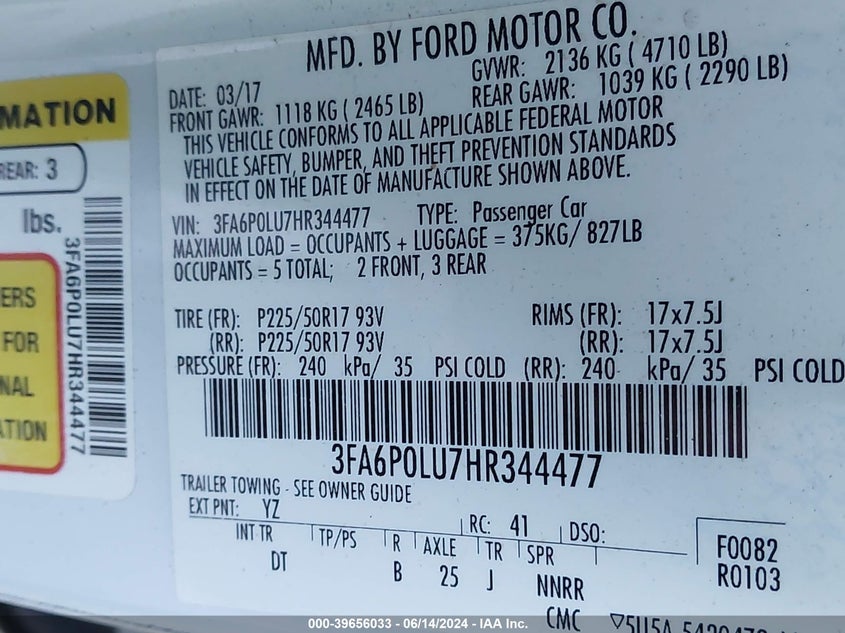 MATION
REAR: 3
lbs.
3FA6P0LU7HR344477
ERS
FOR
NAL
ATION
MFD. BY FORD MOTOR CO.
DATE: 03/17 GVWR: 2136 KG ( 4710 LB)
FRONT GAWR: 1118 KG ( 2465 LB) REAR GAWR: 1039 KG ( 2290 LB)
THIS VEHICLE CONFORMS TO ALL APPLICABLE FEDERAL MOTOR
VEHICLE SAFETY, BUMPER, AND THEFT PREVENTION STANDARDS
IN EFFECT ON THE DATE OF MANUFACTURE SHOWN ABOVE.
VIN: 3FA6P0LU7HR344477 TYPE: Passenger Car
MAXIMUM LOAD = OCCUPANTS + LUGGAGE = 375KG/ 827LB
OCCUPANTS = 5 TOTAL; 2 FRONT, 3 REAR
TIRE (FR): P225/50R17 93V RIMS (FR): 17x7.5J
(RR): P225/50R17 93V (RR): 17x7.5J
PRESSURE (FR): 240 kPa/ 35 PSI COLD (RR): 240 kPa/ 35 PSI COLD
3FA6P0LU7HR344477
TRAILER TOWING - SEE OWNER GUIDE
EXT PNT: YZ RC: 41 DSO: F0082
INT TR TP/PS R AXLE TR SPR R0103
DT B 25 J NNRR
CMC
000-39656033 - 06/14/2024 - IAA Inc.